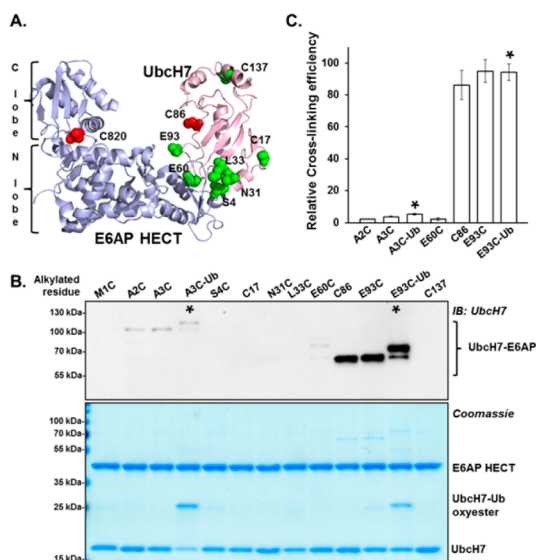 A.
C
l
o
b
e
N
l
o
b
e
UbcH7
C137
C86
C820
E93
C17
L33
E60
N31
S4
E6AP HECT
C.
Relative Cross-linking efficiency
100
80
60
40
20
0
*
*
A2C A3C A3C-Ub E60C C86 E93C E93C-Ub
B.
Alkylated residue
M1C A2C A3C A3C-Ub S4C C17 N31C L33C E60C C86 E93C E93C-Ub C137
* *
IB: UbcH7
130 kDa
100 kDa
70 kDa
55 kDa
UbcH7-E6AP
Coomassie
100 kDa
70 kDa
55 kDa
35 kDa
25 kDa
15 kDa
E6AP HECT
UbcH7-Ub
oxyester
UbcH7